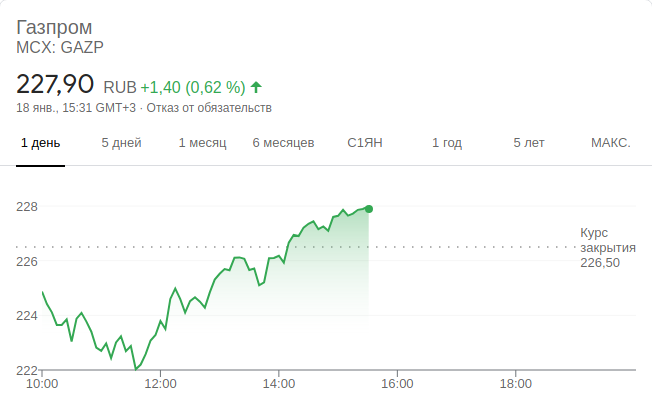 Газпром
MCX: GAZP
227,90 RUB +1,40 (0,62 %)
18 янв., 15:31 GMT+3 · Отказ от обязательств
1 день 5 дней 1 месяц 6 месяцев С1ЯН 1 год 5 лет МАКС.
228
Курс
закрытия
226,50
226
224
222
10:00 12:00 14:00 16:00 18:00